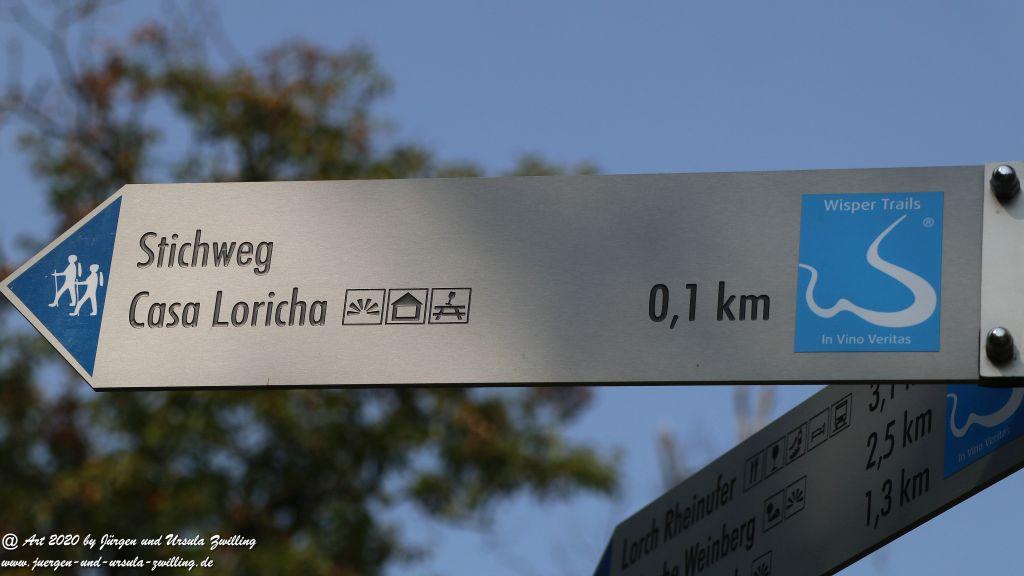 Stichweg
Casa Loricha 0,1 km
Wisper Trails
®
In Vino Veritas
2,5 km
Lorch Rheinufer
1,3 km
Weinberg
In Vino Veritas
@ Art 2020 by Jürgen und Ursula Zwilling
www.juergen-und-ursula-zwilling.de